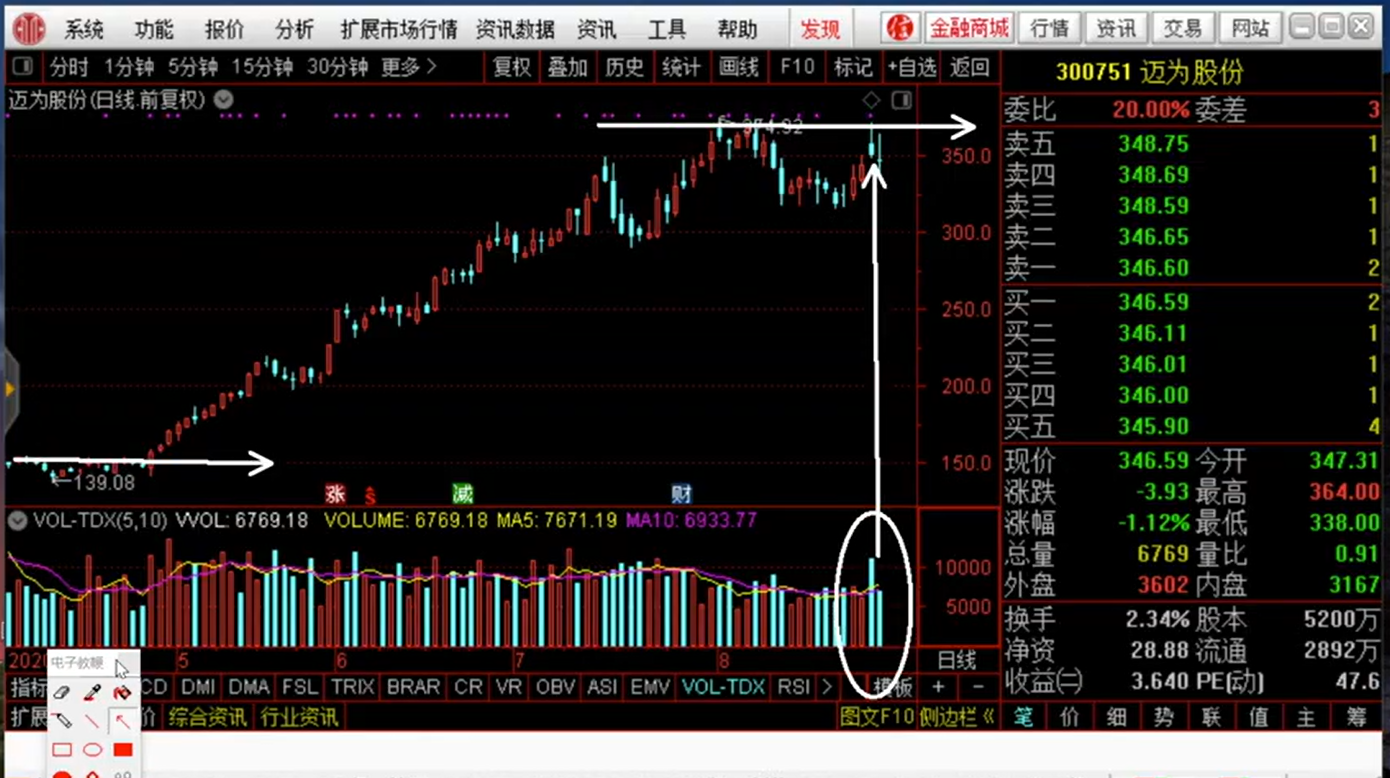 系统 功能 报价 分析 扩展市场行情 资讯数据 资讯 工具 帮助 发现 信 金融商城 行情 资讯 交易 网站
分时 1分钟 5分钟 15分钟 30分钟 更多 复权 叠加 历史 统计 画线 F10 标记 +自选 返回
300751 迈为股份
迈为股份(日线.前复权)
委比 20.00% 委差 3
卖五 348.75 1
卖四 348.69 1
卖三 348.59 1
卖二 346.65 1
卖一 346.60 2
买一 346.59 2
买二 346.11 1
买三 346.01 1
买四 346.00 1
买五 345.90 4
现价 346.59 今开 347.31
涨跌 -3.93 最高 364.00
涨幅 -1.12% 最低 338.00
总量 6769 量比 0.91
外盘 3602 内盘 3167
换手 2.34% 股本 5200万
净资 28.88 流通 2892万
收益㈡ 3.640 PE(动) 47.6
笔 价 细 势 联 值 主 筹
350.0
300.0
250.0
200.0
150.0
139.08
涨 $ 减 财
VOL-TDX(5,10) VVOL: 6769.18 VOLUME: 6769.18 MA5: 7671.19 MA10: 6933.77
10000
5000
5 6 7 8 日线
电子教鞭
指标 CD DMI DMA FSL TRIX BRAR CR VR OBV ASI EMV VOL-TDX RSI 模板 + -
扩展 价 综合资讯 行业资讯 图文F10 侧边栏《